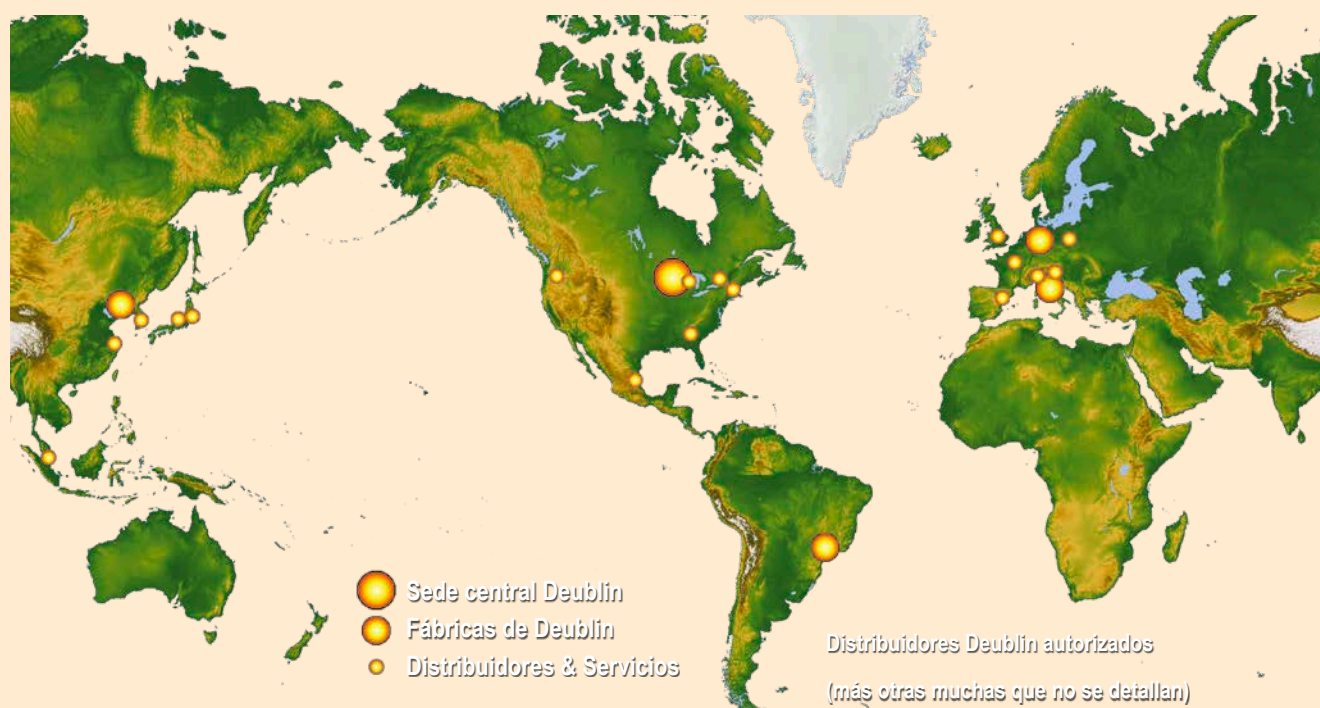 Sede central Deublin
Fábricas de Deublin
Distribuidores & Servicios
Distribuidores Deublin autorizados
(más otras muchas que no se detallan)